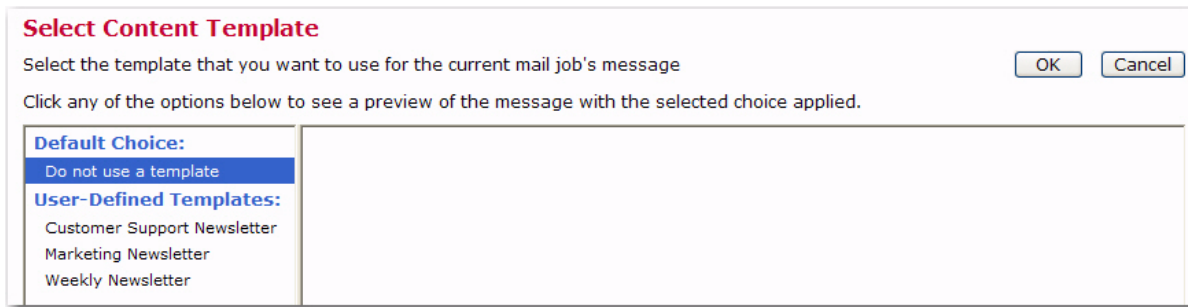 Select Content Template
Select the template that you want to use for the current mail job's message
OK
Cancel
Click any of the options below to see a preview of the message with the selected choice applied.
Default Choice:
Do not use a template
User-Defined Templates:
Customer Support Newsletter
Marketing Newsletter
Weekly Newsletter